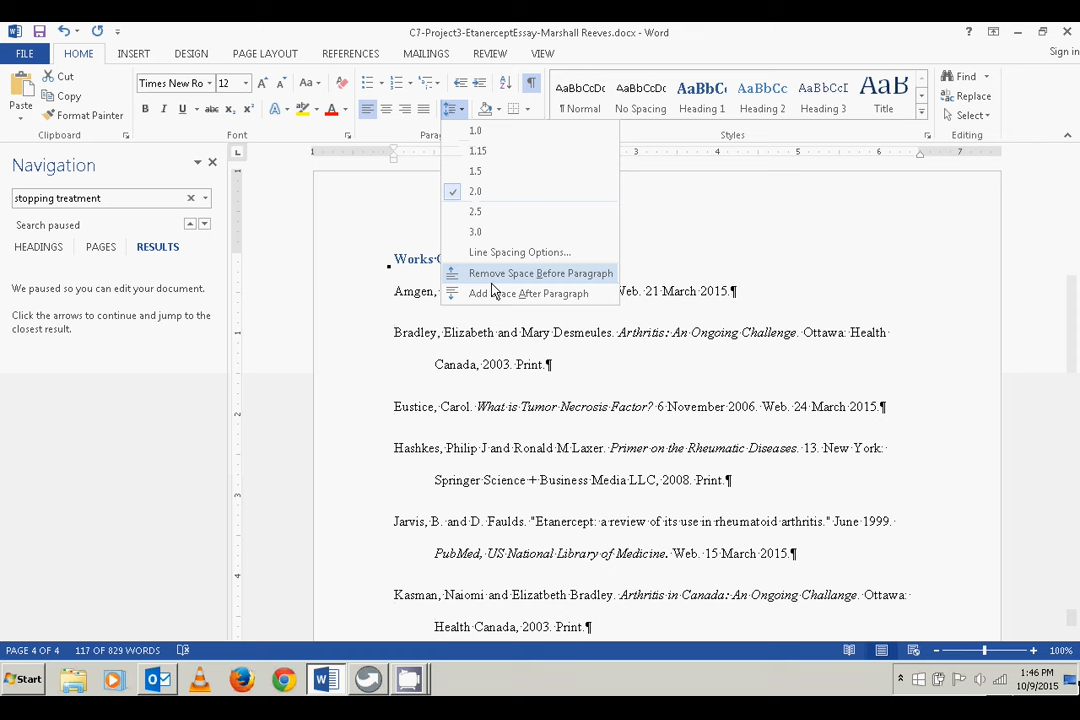 C7-Project3-EtanerceptEssay-Marshall Reeves.docx - Word
Sign in
FILE HOME INSERT DESIGN PAGE LAYOUT REFERENCES MAILINGS REVIEW VIEW
Paste
Cut
Copy
Format Painter
Clipboard
Times New Ro 12
Font
AaBbCcDc
¶ Normal
AaBbCcDc
No Spacing
AaBbC
Heading 1
AaBbCc
Heading 2
AaBbCcI
Heading 3
AaB
Title
Styles
Find
Replace
Select
Editing
1.0
1.15
1.5
2.0
2.5
3.0
Line Spacing Options...
Remove Space Before Paragraph
Add Space After Paragraph
Navigation
stopping treatment
Search paused
HEADINGS PAGES RESULTS
We paused so you can edit your document.
Click the arrows to continue and jump to the
closest result.
Works
Amgen, Web. 21 March 2015.¶
Bradley, Elizabeth and Mary Desmeules. Arthritis: An Ongoing Challenge. Ottawa: Health
Canada, 2003. Print.¶
Eustice, Carol. What is Tumor Necrosis Factor? 6 November 2006. Web. 24 March 2015.¶
Hashkes, Philip J and Ronald M Laxer. Primer on the Rheumatic Diseases. 13. New York:
Springer Science + Business Media LLC, 2008. Print.¶
Jarvis, B. and D. Faulds. "Etanercept: a review of its use in rheumatoid arthritis." June 1999.
PubMed, US National Library of Medicine. Web. 15 March 2015.¶
Kasman, Naiomi and Elizatbeth Bradley. Arthritis in Canada: An Ongoing Challange. Ottawa:
Health Canada, 2003. Print.¶
PAGE 4 OF 4 117 OF 829 WORDS
100%
Start
1:46 PM
10/9/2015